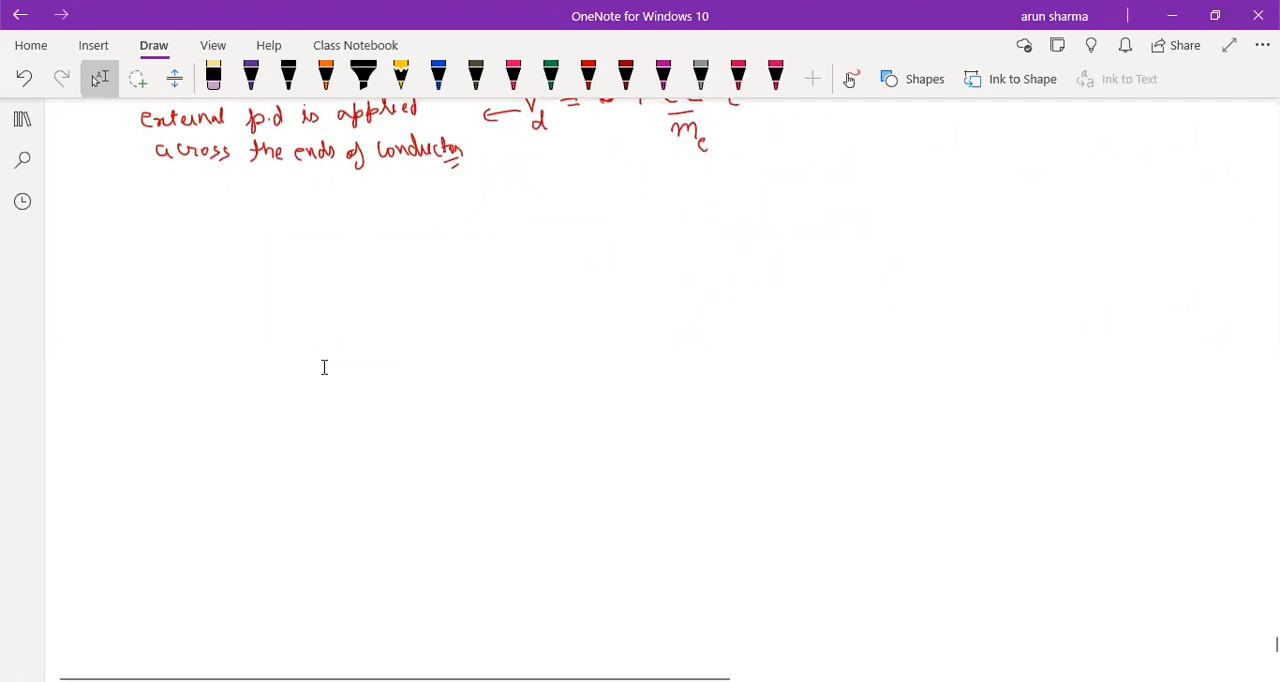 OneNote for Windows 10
arun sharma
Home Insert Draw View Help Class Notebook
Share
Shapes Ink to Shape Ink to Text
external p.d is applied
across the ends of conductor
← d
m e